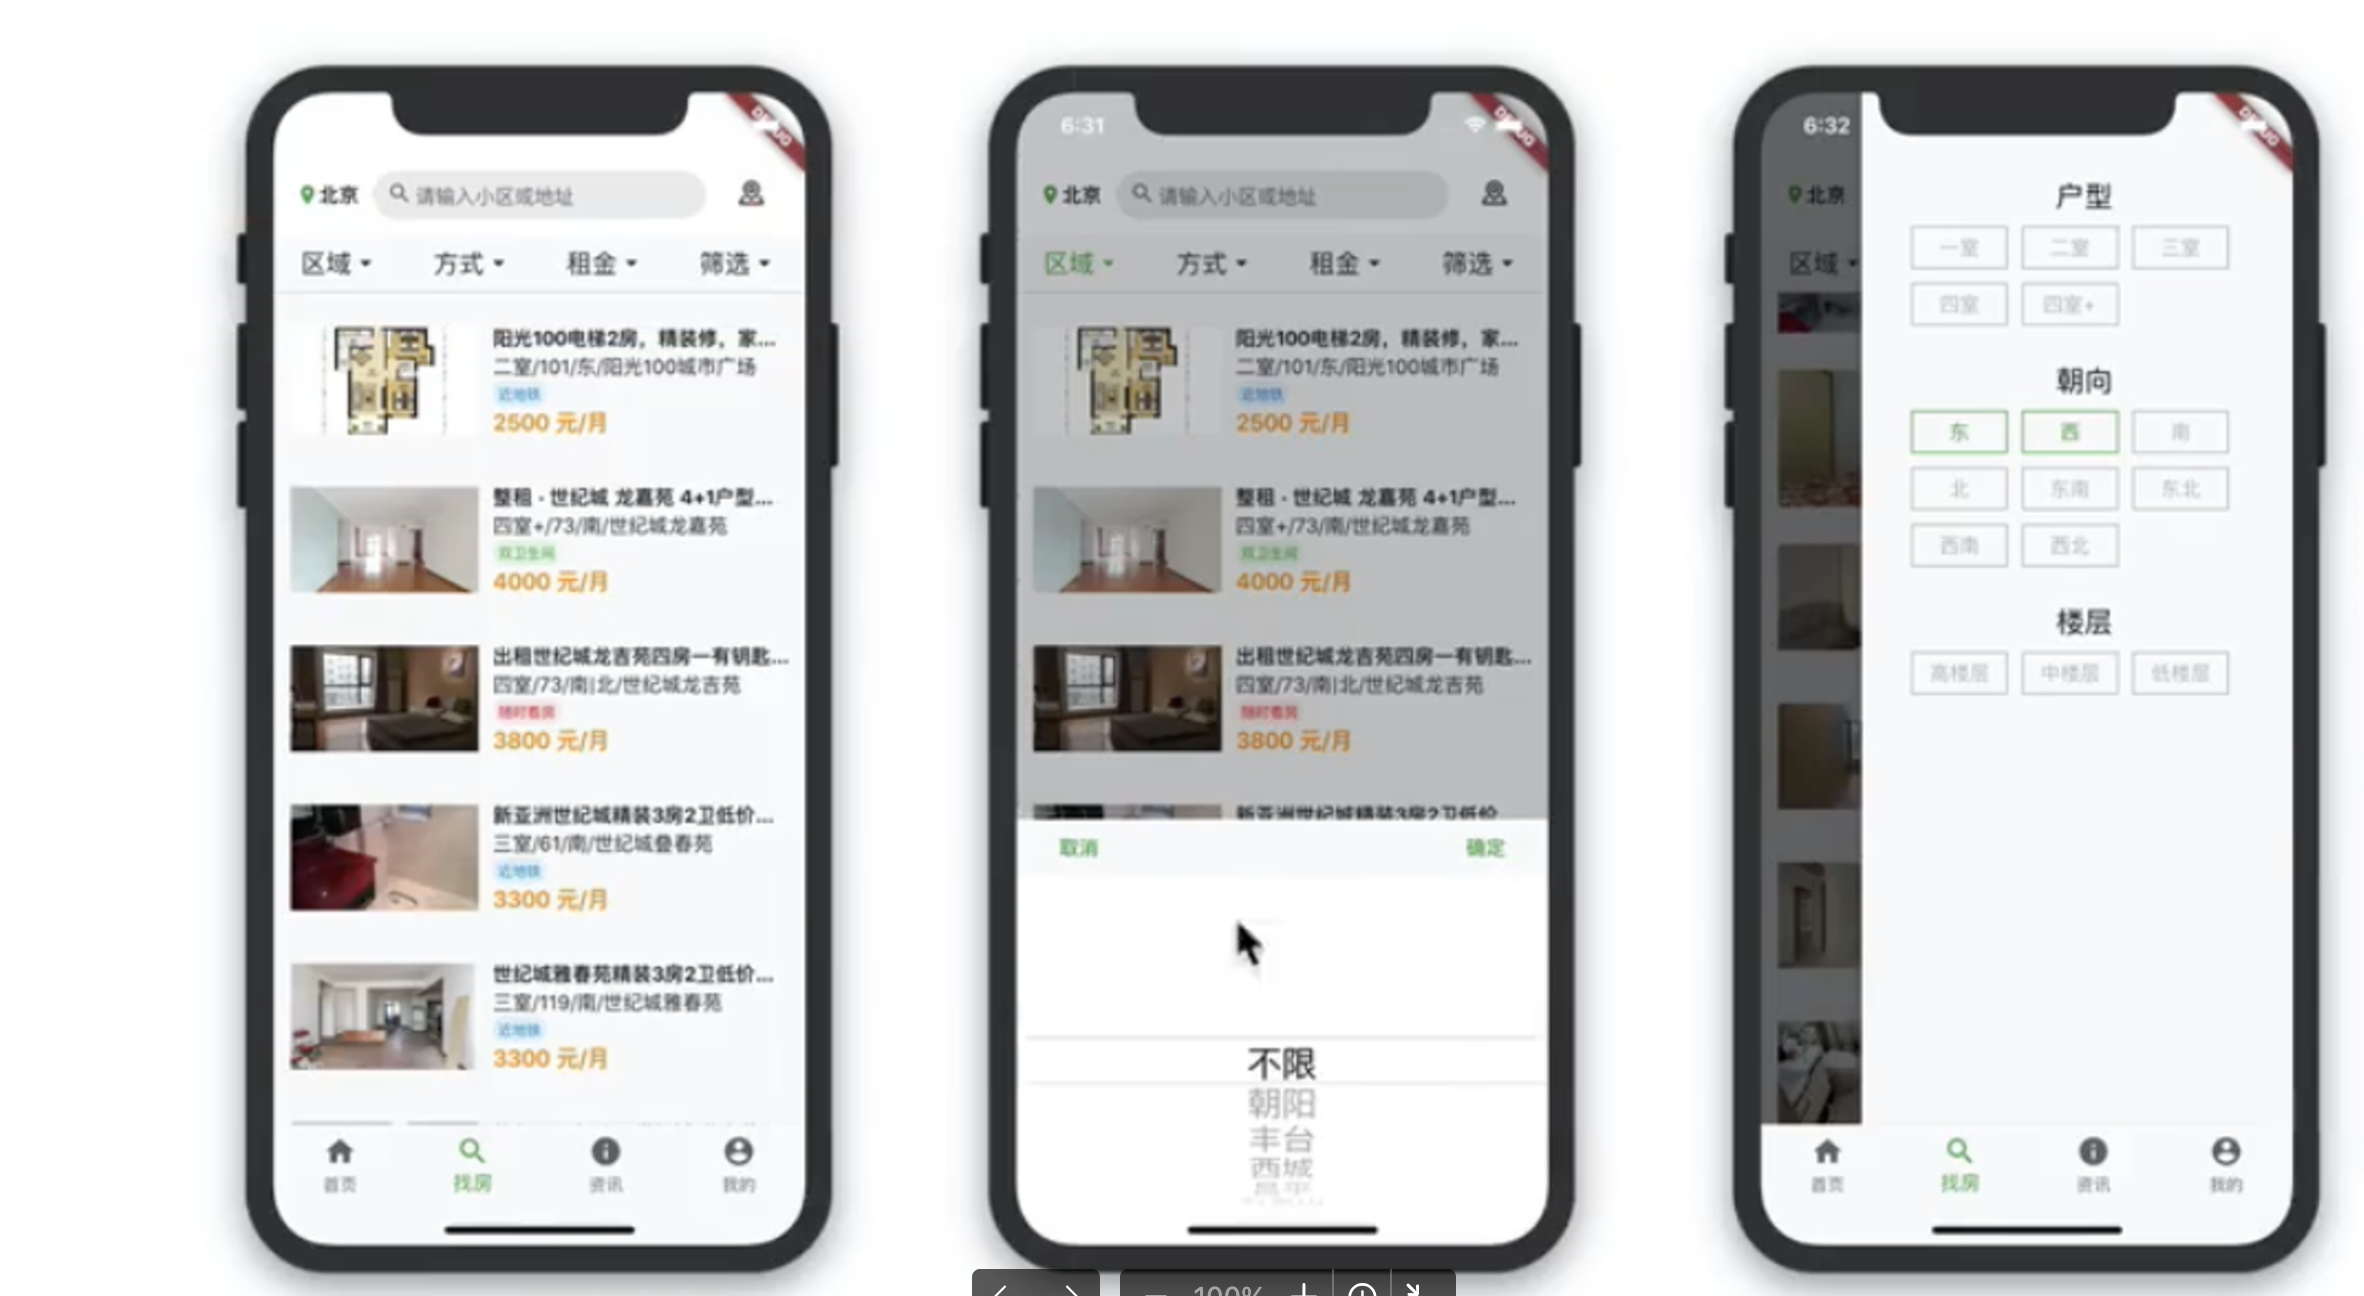 北京
请输入小区或地址
区域 方式 租金 筛选
阳光100电梯2房，精装修，家...
二室/101/东/阳光100城市广场
近地铁
2500 元/月
整租 · 世纪城 龙嘉苑 4+1户型...
四室+/73/南/世纪城龙嘉苑
双卫生间
4000 元/月
出租世纪城龙吉苑四房一有钥匙...
四室/73/南|北/世纪城龙吉苑
随时看房
3800 元/月
新亚洲世纪城精装3房2卫低价...
三室/61/南/世纪城叠春苑
近地铁
3300 元/月
世纪城雅春苑精装3房2卫低价...
三室/119/南/世纪城雅春苑
近地铁
3300 元/月
首页 找房 资讯 我的
6:31
北京
请输入小区或地址
区域 方式 租金 筛选
阳光100电梯2房，精装修，家...
二室/101/东/阳光100城市广场
近地铁
2500 元/月
整租 · 世纪城 龙嘉苑 4+1户型...
四室+/73/南/世纪城龙嘉苑
双卫生间
4000 元/月
出租世纪城龙吉苑四房一有钥匙...
四室/73/南|北/世纪城龙吉苑
随时看房
3800 元/月
新亚洲世纪城精装3房2卫低价
取消 确定
不限
朝阳
丰台
西城
昌平
6:32
北京
区域
户型
一室 二室 三室
四室 四室+
朝向
东 西 南
北 东南 东北
西南 西北
楼层
高楼层 中楼层 低楼层
首页 找房 资讯 我的
100%